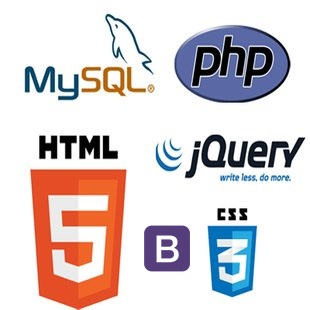 MySQL®
php
HTML
5
jQuery
write less, do more.
B
CSS
3